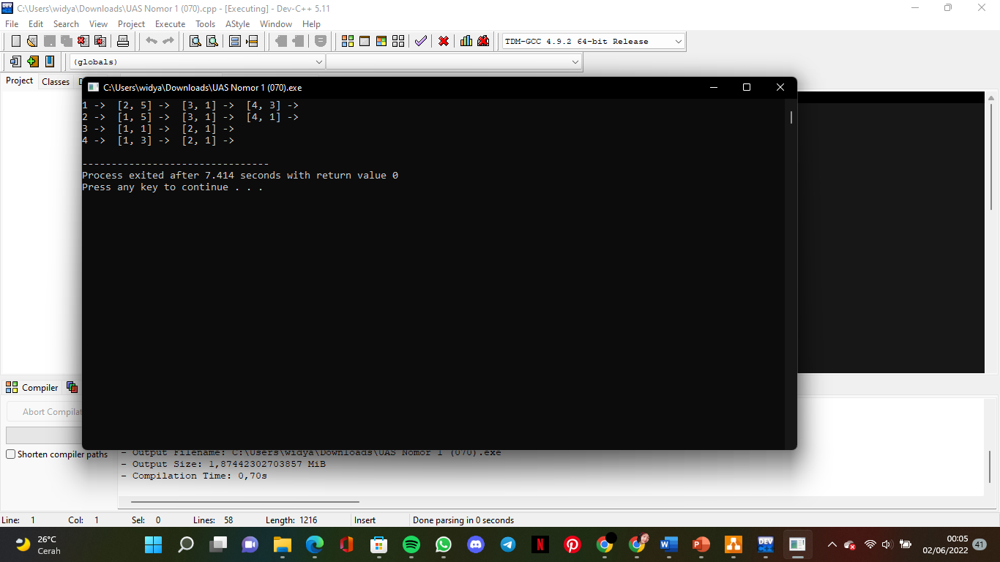 C:\Users\widya\Downloads\UAS Nomor 1 (070).cpp - [Executing] - Dev-C++ 5.11
File Edit Search View Project Execute Tools AStyle Window Help
TDM-GCC 4.9.2 64-bit Release
(globals)
Project Classes
C:\Users\widya\Downloads\UAS Nomor 1 (070).exe
1 -> [2, 5] -> [3, 1] -> [4, 3] ->
2 -> [1, 5] -> [3, 1] -> [4, 1] ->
3 -> [1, 1] -> [2, 1] ->
4 -> [1, 3] -> [2, 1] ->
--------------------------------
Process exited after 7.414 seconds with return value 0
Press any key to continue . . .
Compiler
Abort Compilat
Shorten compiler paths
- Output Filename: C:\Users\widya\Downloads\UAS Nomor 1 (070).exe
- Output Size: 1,87442302703857 MiB
- Compilation Time: 0,70s
Line: 1 Col: 1 Sel: 0 Lines: 58 Length: 1216 Insert Done parsing in 0 seconds
26°C
Cerah
DEV
00:05
02/06/2022
41